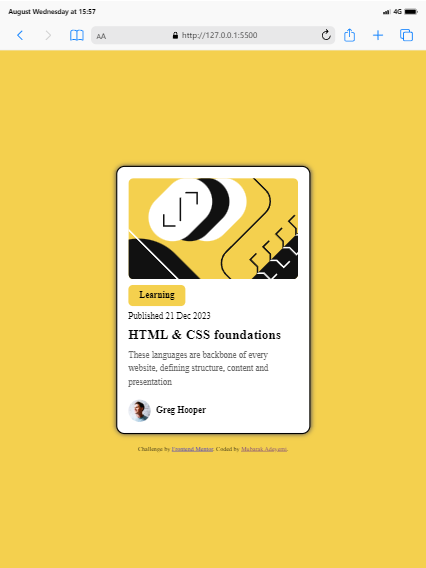 August Wednesday at 15:57
4G
AA
http://127.0.0.1:5500
Learning
Published 21 Dec 2023
HTML & CSS foundations
These languages are backbone of every
website, defining structure, content and
presentation
Greg Hooper
Challenge by Frontend Mentor. Coded by Mubarak Adeyemi.